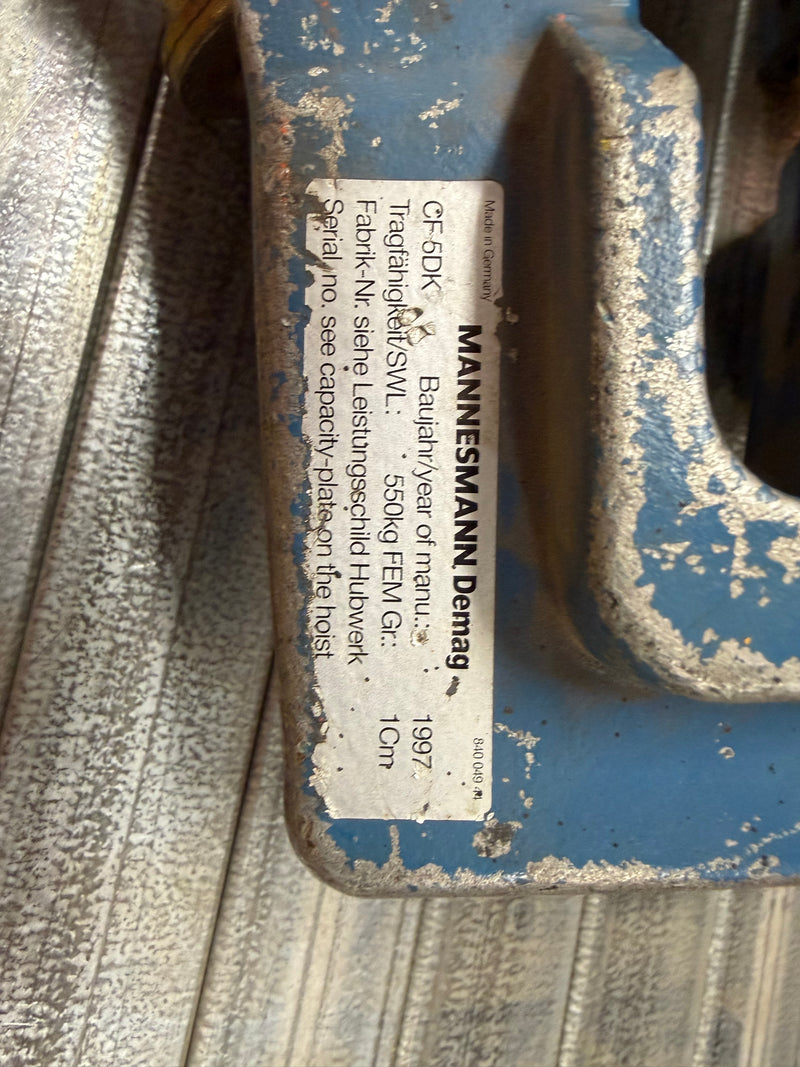 Made in Germany
840 049 44
MANNESMANN Demag
CF 5DK Baujahr/year of manu.: 1997
Tragfähigkeit/SWL: 550kg FEM Gr.: 1Cm
Fabrik-Nr. siehe Leistungsschild Hubwerk
Serial no. see capacity-plate on the hoist